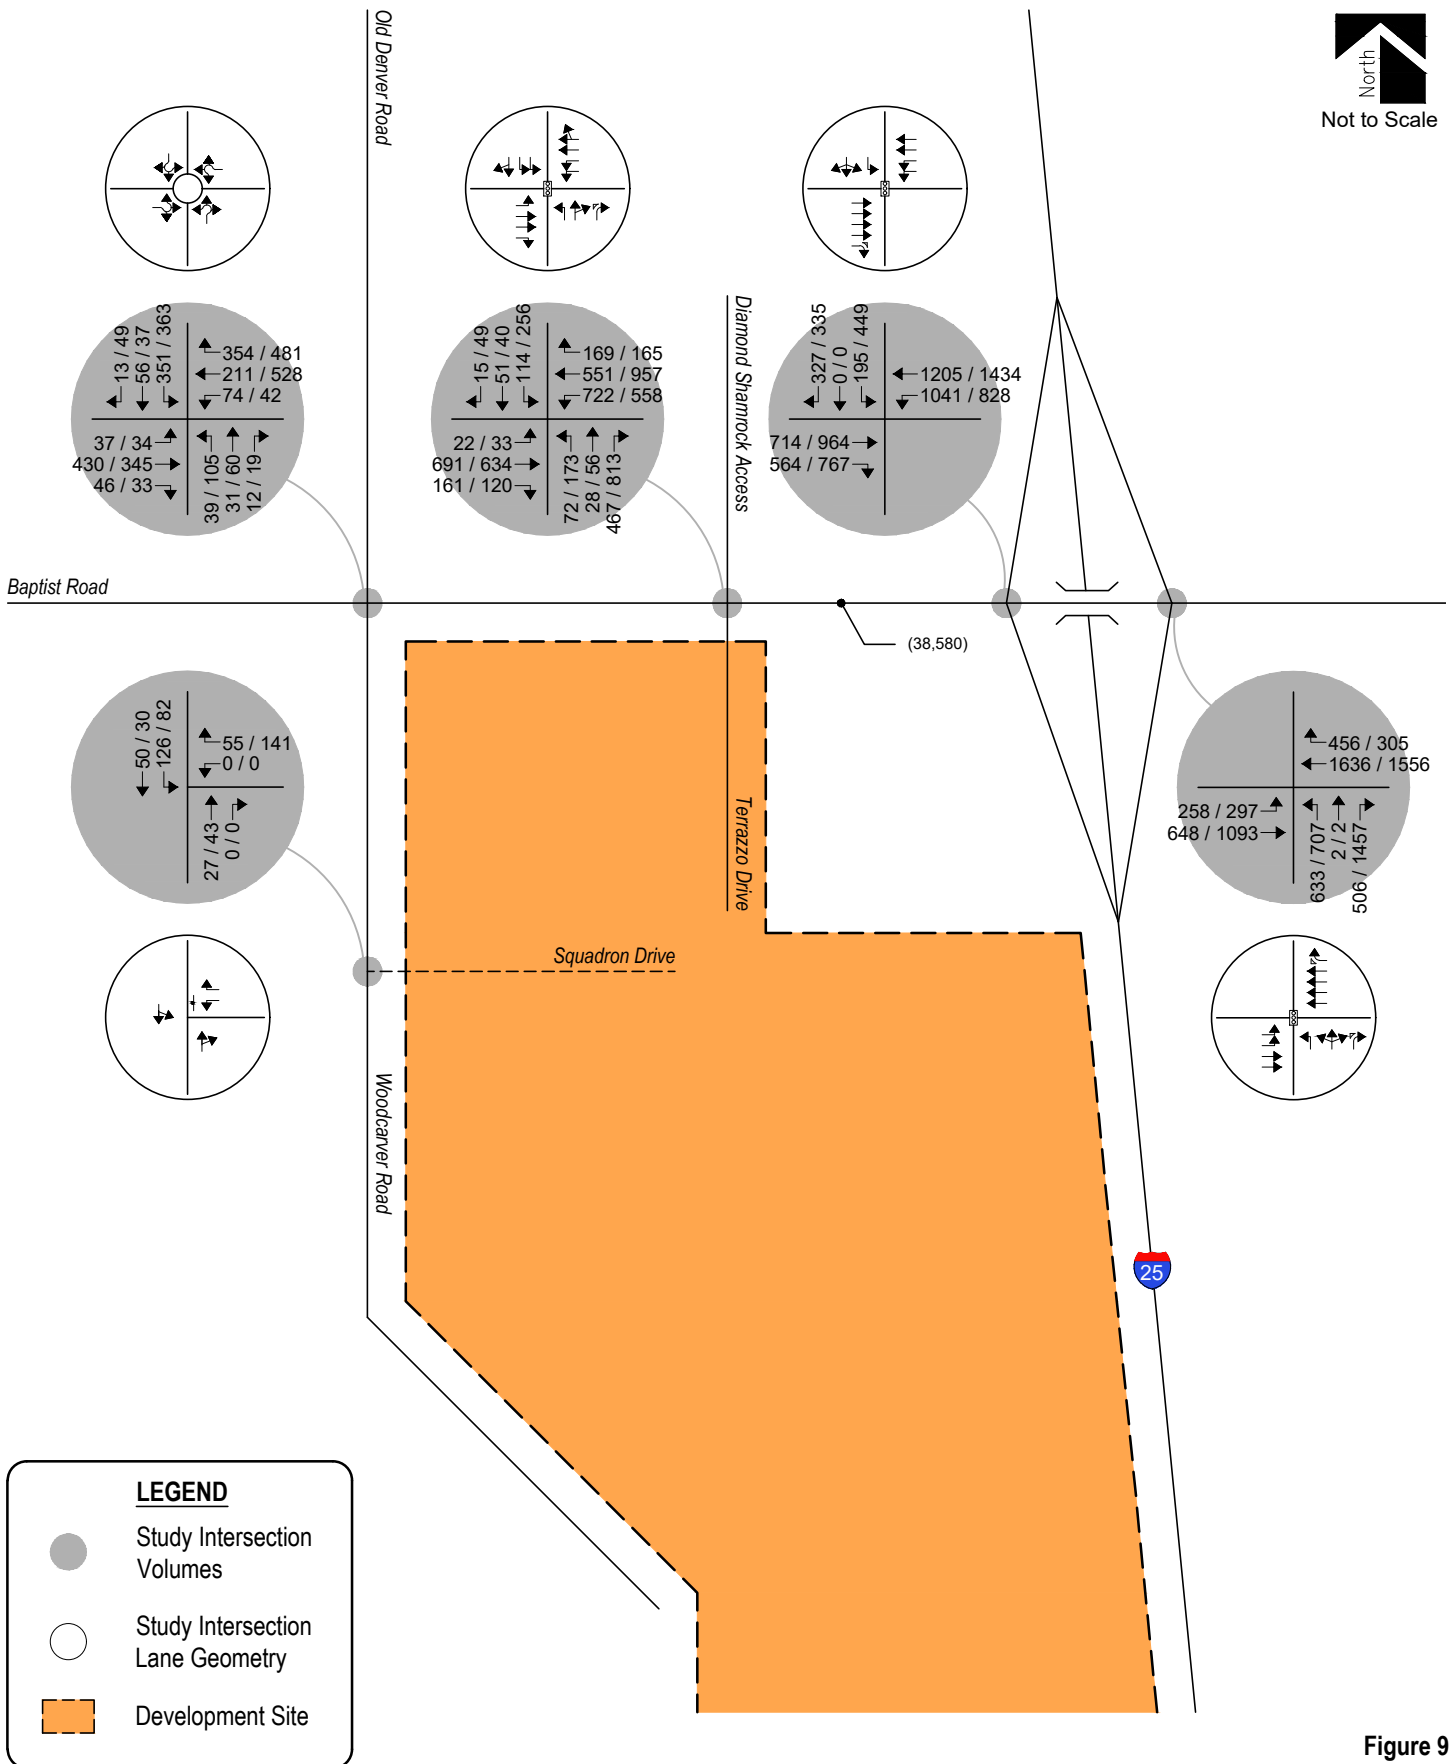 Old Denver Road
North
Not to Scale
13 / 49
56 / 37
351 / 363
354 / 481
211 / 528
74 / 42
37 / 34
430 / 345
46 / 33
39 / 105
31 / 60
12 / 19
15 / 49
51 / 40
114 / 256
169 / 165
551 / 957
722 / 558
22 / 33
691 / 634
161 / 120
72 / 173
28 / 56
467 / 813
Diamond Shamrock Access
327 / 335
0 / 0
195 / 449
1205 / 1434
1041 / 828
714 / 964
564 / 767
Baptist Road
(38,580)
50 / 30
126 / 82
55 / 141
0 / 0
27 / 43
0 / 0
Terrazzo Drive
456 / 305
1636 / 1556
258 / 297
648 / 1093
633 / 707
2 / 2
506 / 1457
Squadron Drive
Woodcarver Road
25
LEGEND
Study Intersection
Volumes
Study Intersection
Lane Geometry
Development Site
Figure 9